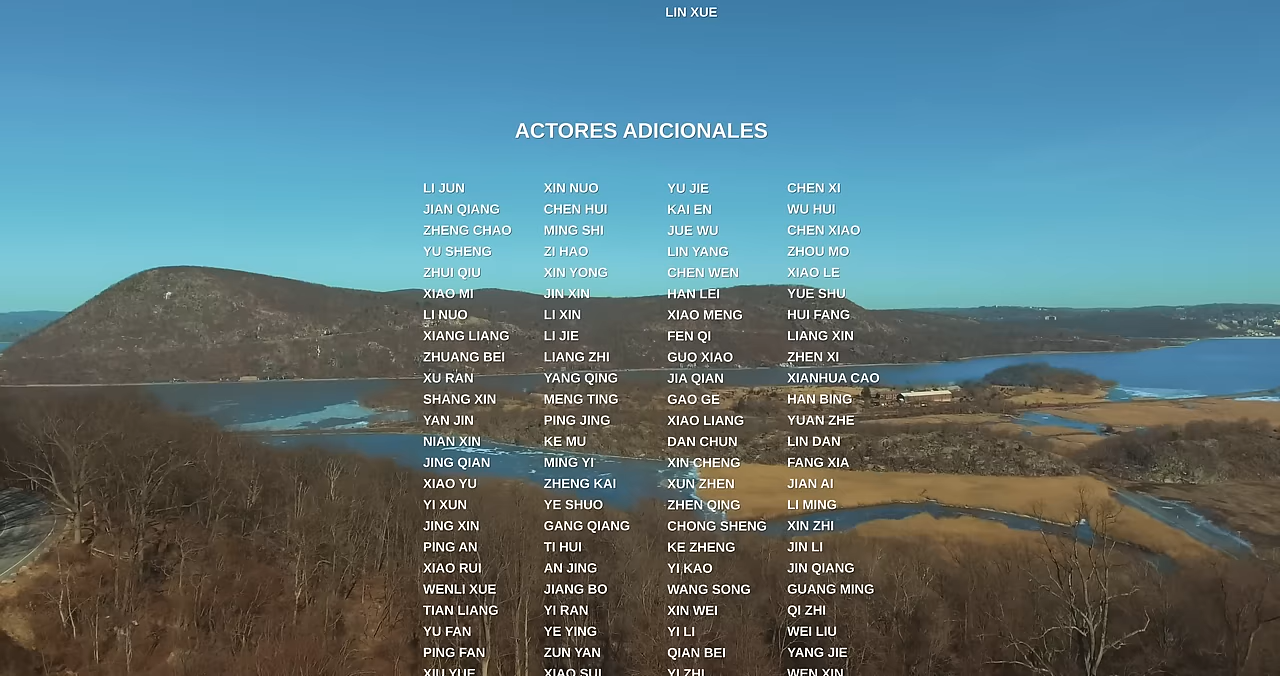 LIN XUE
ACTORES ADICIONALES
LI JUN XIN NUO YU JIE CHEN XI
JIAN QIANG CHEN HUI KAI EN WU HUI
ZHENG CHAO MING SHI JUE WU CHEN XIAO
YU SHENG ZI HAO LIN YANG ZHOU MO
ZHUI QIU XIN YONG CHEN WEN XIAO LE
XIAO MI JIN XIN HAN LEI YUE SHU
LI NUO LI XIN XIAO MENG HUI FANG
XIANG LIANG LI JIE FEN QI LIANG XIN
ZHUANG BEI LIANG ZHI GUO XIAO ZHEN XI
XU RAN YANG QING JIA QIAN XIANHUA CAO
SHANG XIN MENG TING GAO GE HAN BING
YAN JIN PING JING XIAO LIANG YUAN ZHE
NIAN XIN KE MU DAN CHUN LIN DAN
JING QIAN MING YI XIN CHENG FANG XIA
XIAO YU ZHENG KAI XUN ZHEN JIAN AI
YI XUN YE SHUO ZHEN QING LI MING
JING XIN GANG QIANG CHONG SHENG XIN ZHI
PING AN TI HUI KE ZHENG JIN LI
XIAO RUI AN JING YI KAO JIN QIANG
WENLI XUE JIANG BO WANG SONG GUANG MING
TIAN LIANG YI RAN XIN WEI QI ZHI
YU FAN YE YING YI LI WEI LIU
PING FAN ZUN YAN QIAN BEI YANG JIE
XIU YUE XIAO SUI YI ZHI WEN XIN